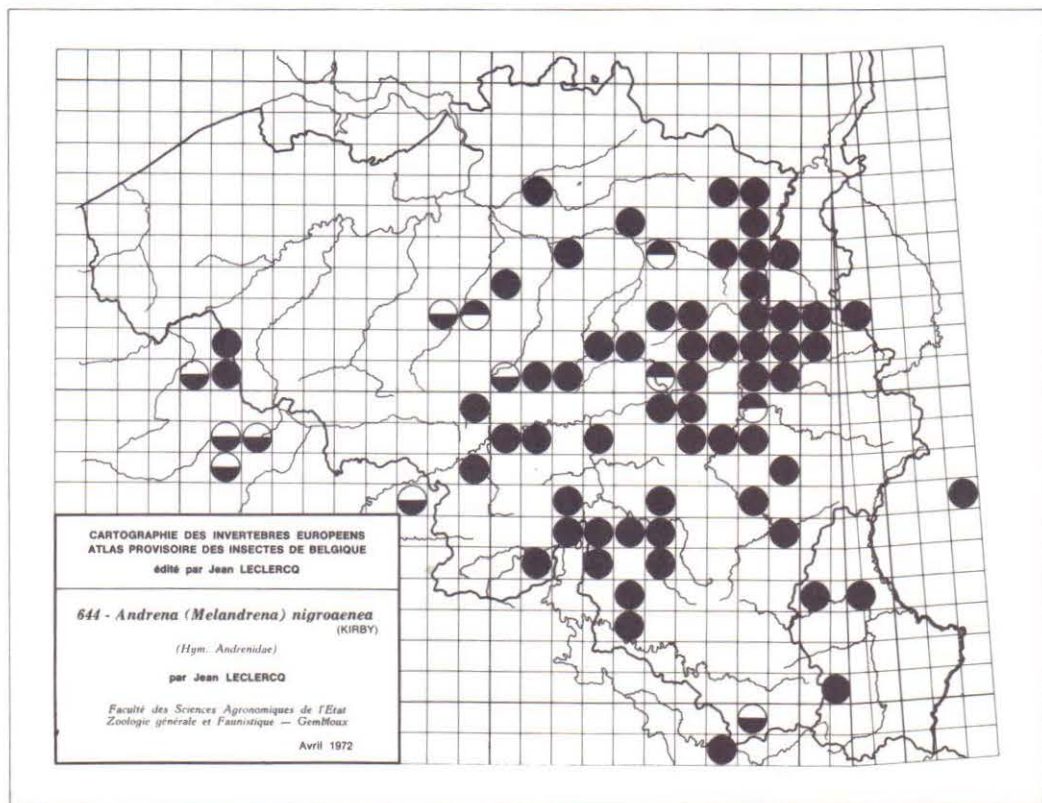 CARTOGRAPHIE DES INVERTEBRES EUROPEENS
ATLAS PROVISOIRE DES INSECTES DE BELGIQUE
édité par Jean LECLERCQ
644 - Andrena (Melandrena) nigroaenea
(KIRBY)
(Hym. Andrenidae)
par Jean LECLERCQ
Faculté des Sciences Agronomiques de l'Etat
Zoologie générale et Faunistique — Gembloux
Avril 1972